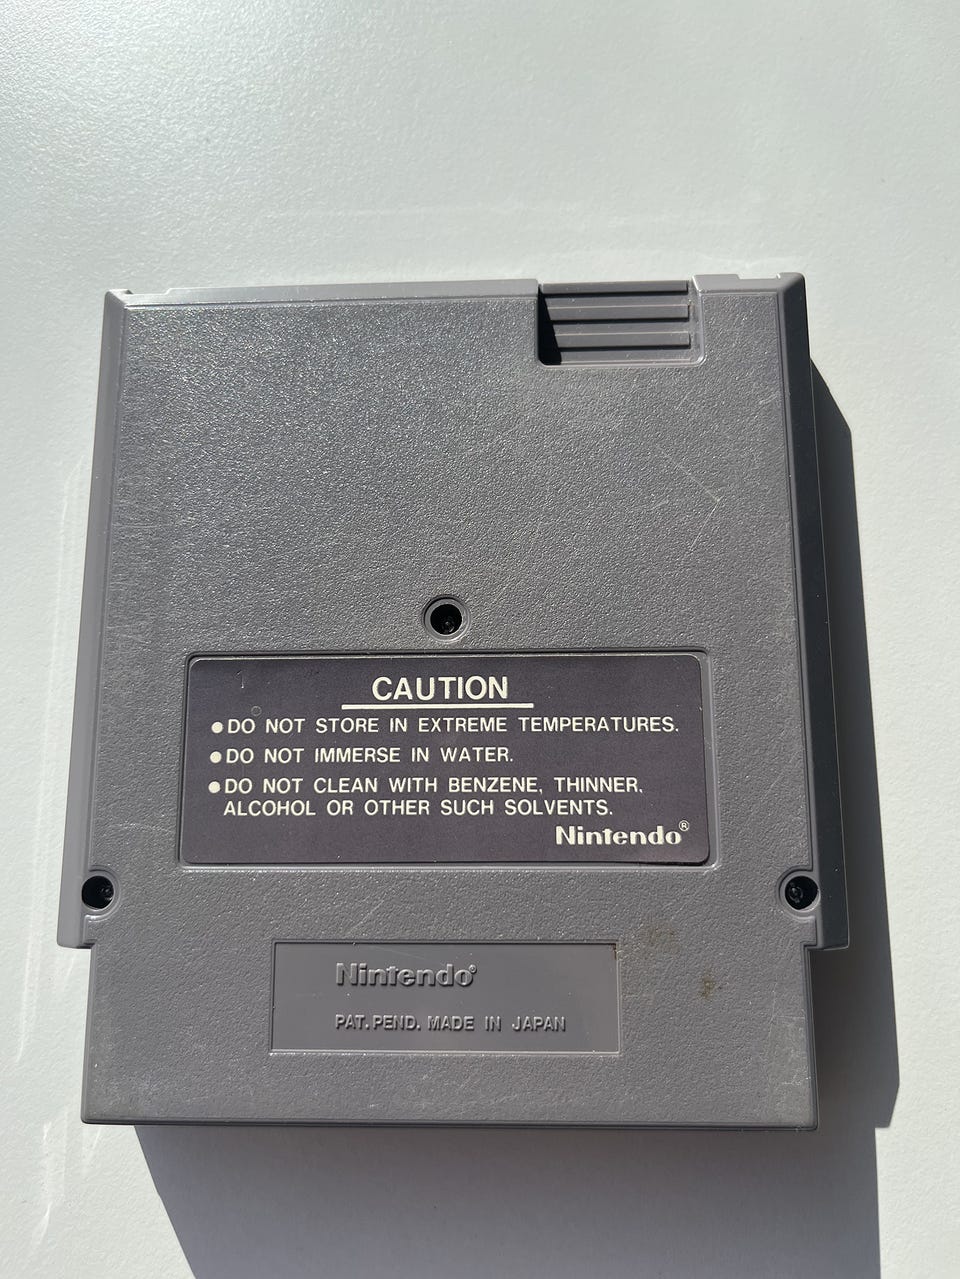 CAUTION
●DO NOT STORE IN EXTREME TEMPERATURES.
●DO NOT IMMERSE IN WATER.
●DO NOT CLEAN WITH BENZENE, THINNER,
ALCOHOL OR OTHER SUCH SOLVENTS.
Nintendo®
Nintendo®
PAT. PEND. MADE IN JAPAN